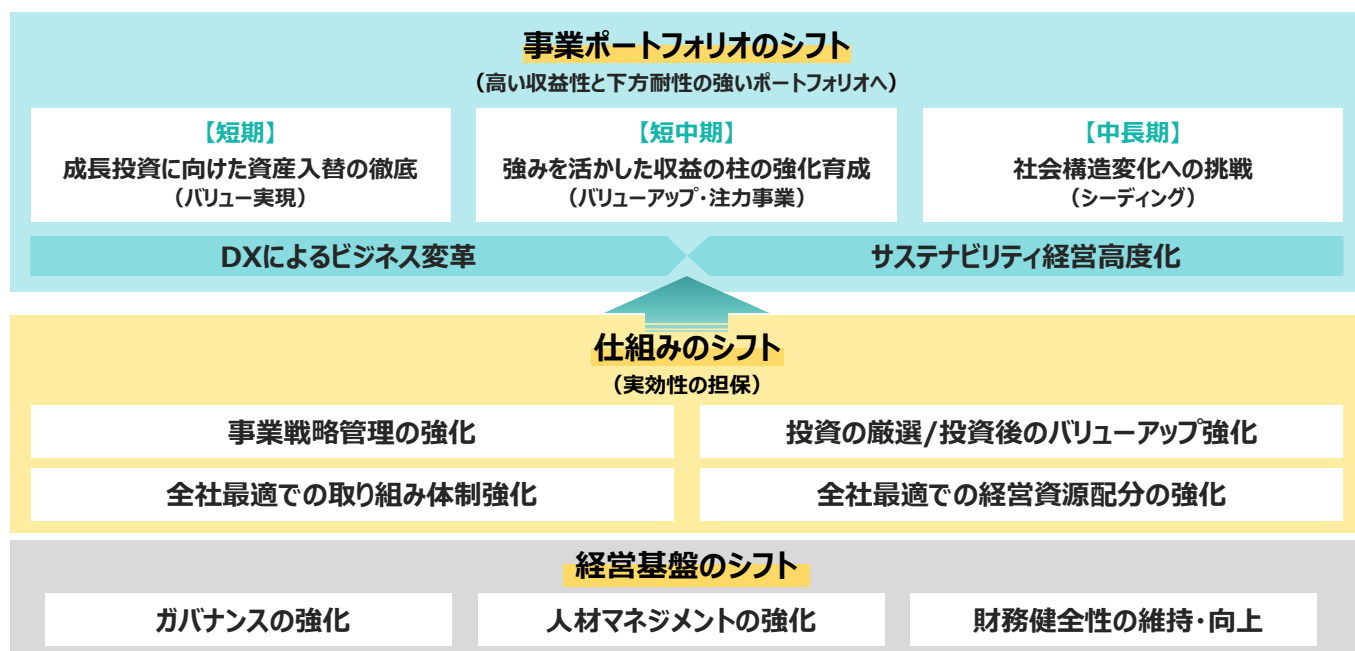 事業ポートフォリオのシフト
（高い収益性と下方耐性の強いポートフォリオへ）
【短期】
成長投資に向けた資産入替の徹底
（バリュー実現）
【短中期】
強みを活かした収益の柱の強化育成
（バリューアップ・注力事業）
【中長期】
社会構造変化への挑戦
（シーディング）
DXによるビジネス変革
サステナビリティ経営高度化
仕組みのシフト
（実効性の担保）
事業戦略管理の強化
投資の厳選/投資後のバリューアップ強化
全社最適での取り組み体制強化
全社最適での経営資源配分の強化
経営基盤のシフト
ガバナンスの強化
人材マネジメントの強化
財務健全性の維持・向上